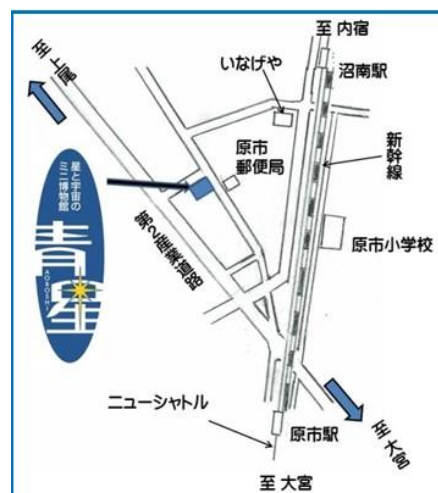 至 内宿
至 上尾
沼南駅
いなげや
新幹線
原市
郵便局
星と宇宙の
ミニ博物館
青星
AOBOSHI
第2産業道路
原市小学校
ニューシャトル
原市駅
至 大宮
至 大宮